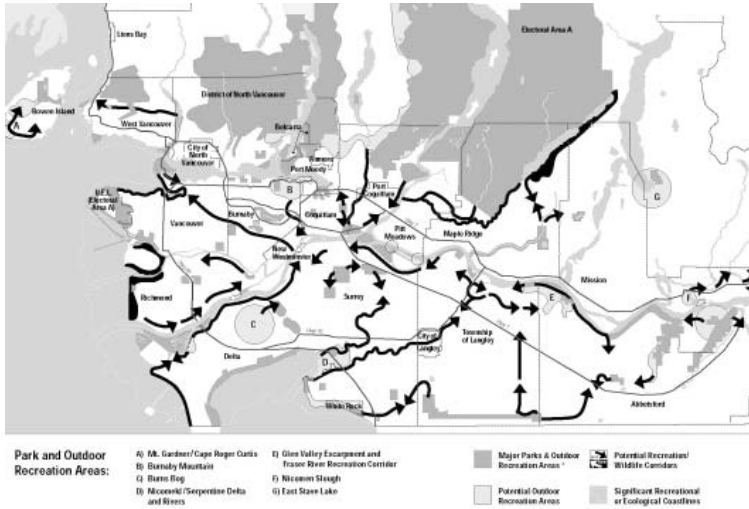 Lions Bay
Electoral Area A
Bowen Island
A
District of North Vancouver
West Vancouver
Belcarra
City of
North
Vancouver
Anmore
Port Moody
Port
Coquitlam
G
U.E.L.
(Electoral
Area A)
B
Vancouver
Burnaby
Coquitlam
Pitt
Meadows
Maple Ridge
New
Westminster
Mission
Richmond
Surrey
E
F
C
Delta
City of
Langley
Township
of Langley
D
White Rock
Abbotsford
Park and Outdoor
Recreation Areas:
A) Mt. Gardner/Cape Roger Curtis
B) Burnaby Mountain
C) Burns Bog
D) Nicomekl/Serpentine Delta
and Rivers
E) Glen Valley Escarpment and
Fraser River Recreation Corridor
F) Nicomen Slough
G) East Stave Lake
Major Parks & Outdoor
Recreation Areas
Potential Outdoor
Recreation Areas
Potential Recreation/
Wildlife Corridors
Significant Recreational
or Ecological Coastlines